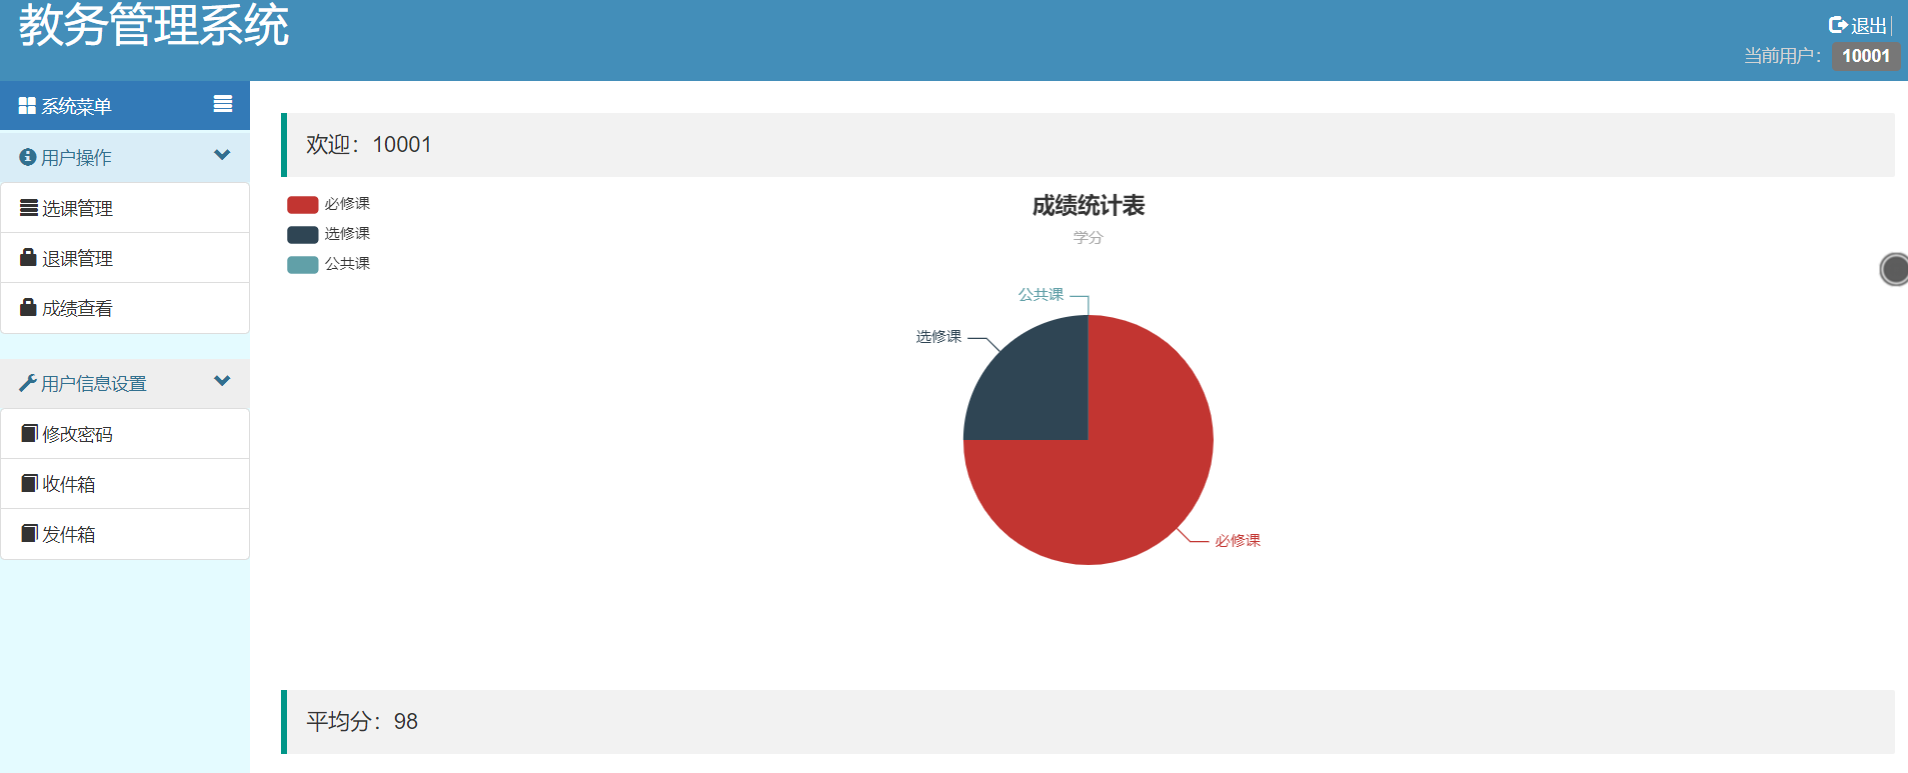 教务管理系统
退出
当前用户： 10001
系统菜单
用户操作
选课管理
退课管理
成绩查看
用户信息设置
修改密码
收件箱
发件箱
欢迎：10001
必修课
选修课
公共课
成绩统计表
学分
公共课
选修课
必修课
平均分：98